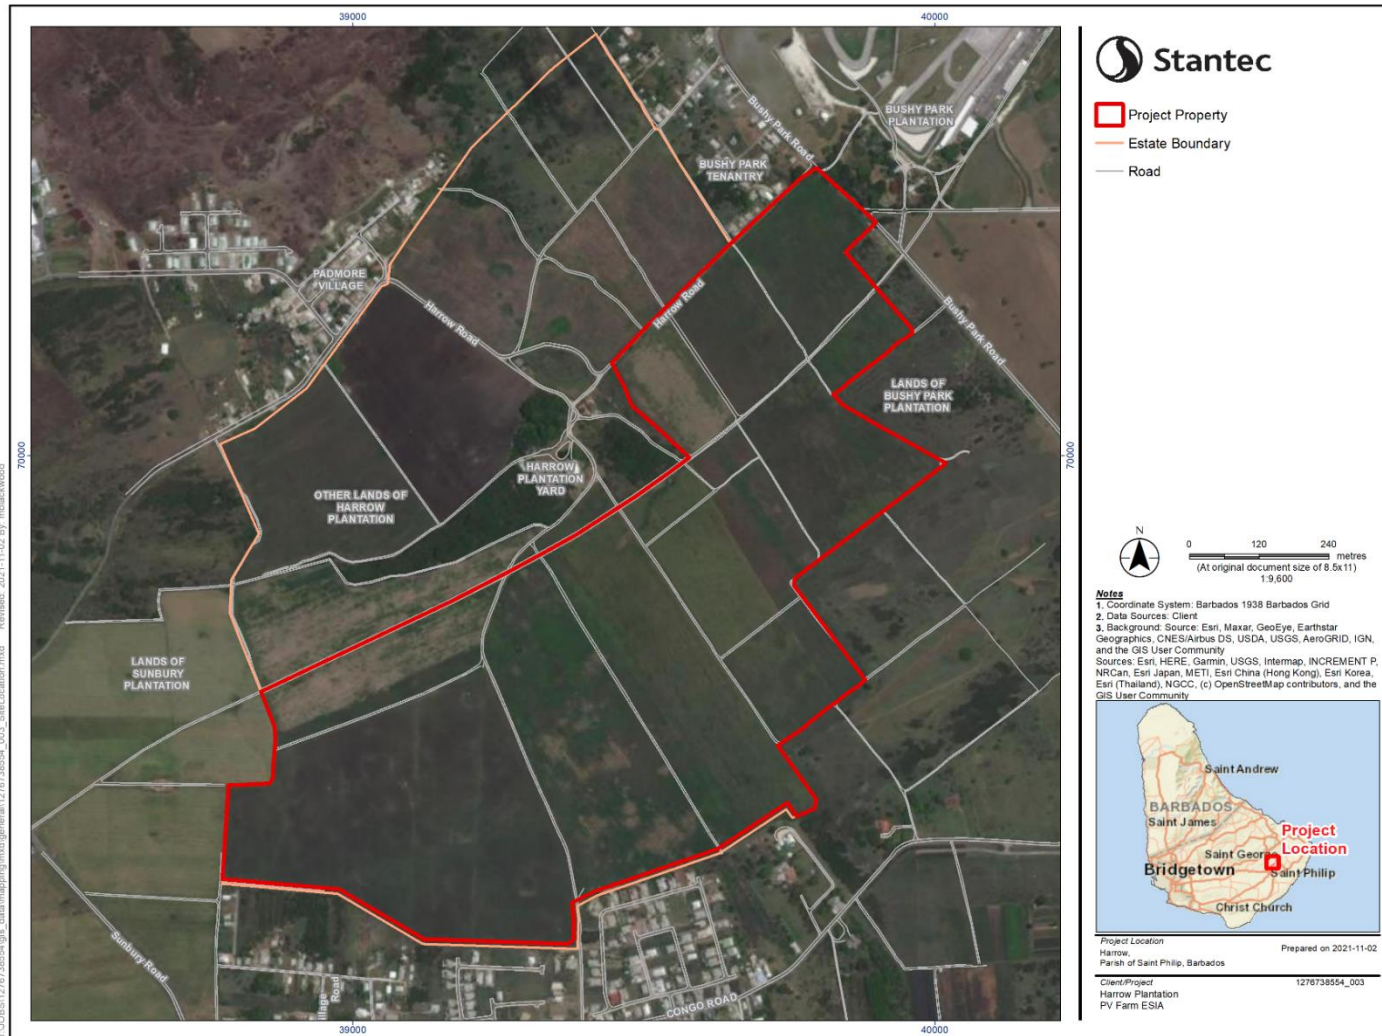 39000
40000
Stantec
Project Property
Estate Boundary
Road
Bushy Park Road
BUSHY PARK
PLANTATION
BUSHY PARK
TENANTRY
PADMORE
VILLAGE
Harrow Road
Harrow Road
Bushy Park Road
LANDS OF
BUSHY PARK
PLANTATION
70000
70000
HARROW
PLANTATION
YARD
OTHER LANDS OF
HARROW
PLANTATION
LANDS OF
SUNBURY
PLANTATION
Sunbury Road
Road
CONGO ROAD
39000
40000
N
0 120 240
metres
(At original document size of 8.5x11)
1:9,600
Notes
1. Coordinate System: Barbados 1938 Barbados Grid
2. Data Sources: Client
3. Background: Source: Esri, Maxar, GeoEye, Earthstar
Geographics, CNES/Airbus DS, USDA, USGS, AeroGRID, IGN,
and the GIS User Community
Sources: Esri, HERE, Garmin, USGS, Intermap, INCREMENT P,
NRCan, Esri Japan, METI, Esri China (Hong Kong), Esri Korea,
Esri (Thailand), NGCC, (c) OpenStreetMap contributors, and the
GIS User Community
Saint Andrew
BARBADOS
Saint James
Project
Location
Saint George
Bridgetown
Saint Philip
Christ Church
Project Location
Harrow,
Parish of Saint Philip, Barbados
Prepared on 2021-11-02
Client/Project
1276738554_003
Harrow Plantation
PV Farm ESIA
Revised: 2021-11-02 By: mblackwood